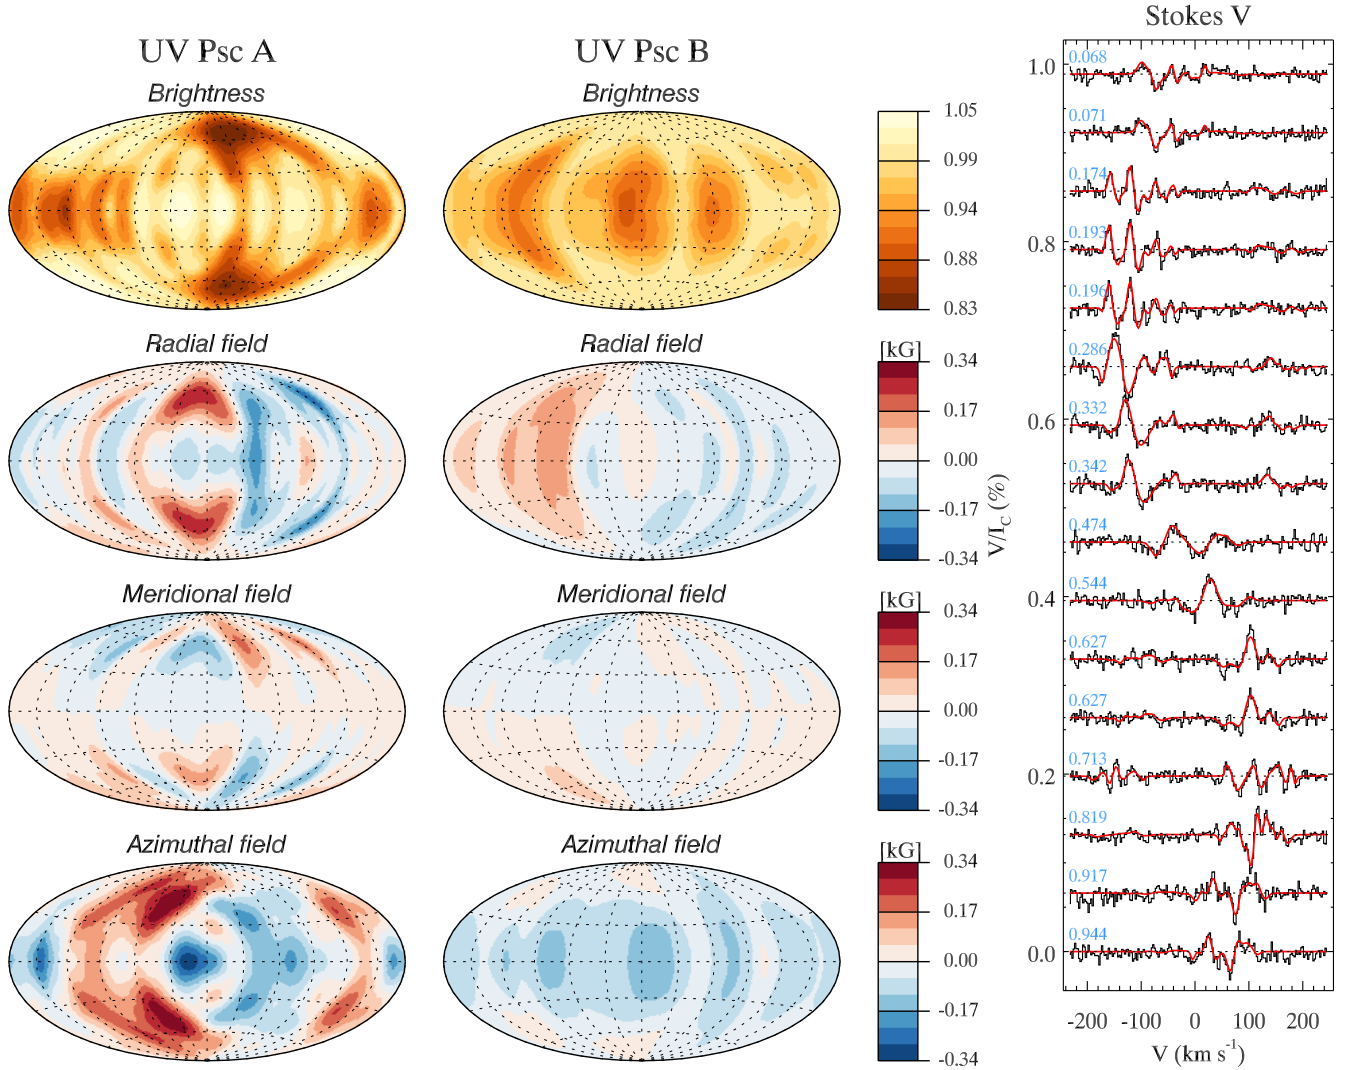 Stokes V
UV Psc A
UV Psc B
Brightness
Brightness
1.05
0.99
0.94
0.88
0.83
Radial field
Radial field
[kG]
0.34
0.17
0.00
-0.17
-0.34
Meridional field
Meridional field
[kG]
0.34
0.17
0.00
-0.17
-0.34
Azimuthal field
Azimuthal field
[kG]
0.34
0.17
0.00
-0.17
-0.34
V/I_C (%)
1.0
0.8
0.6
0.4
0.2
0.0
0.068
0.071
0.174
0.193
0.196
0.286
0.332
0.342
0.474
0.544
0.627
0.627
0.713
0.819
0.917
0.944
-200 -100 0 100 200
V (km s⁻¹)